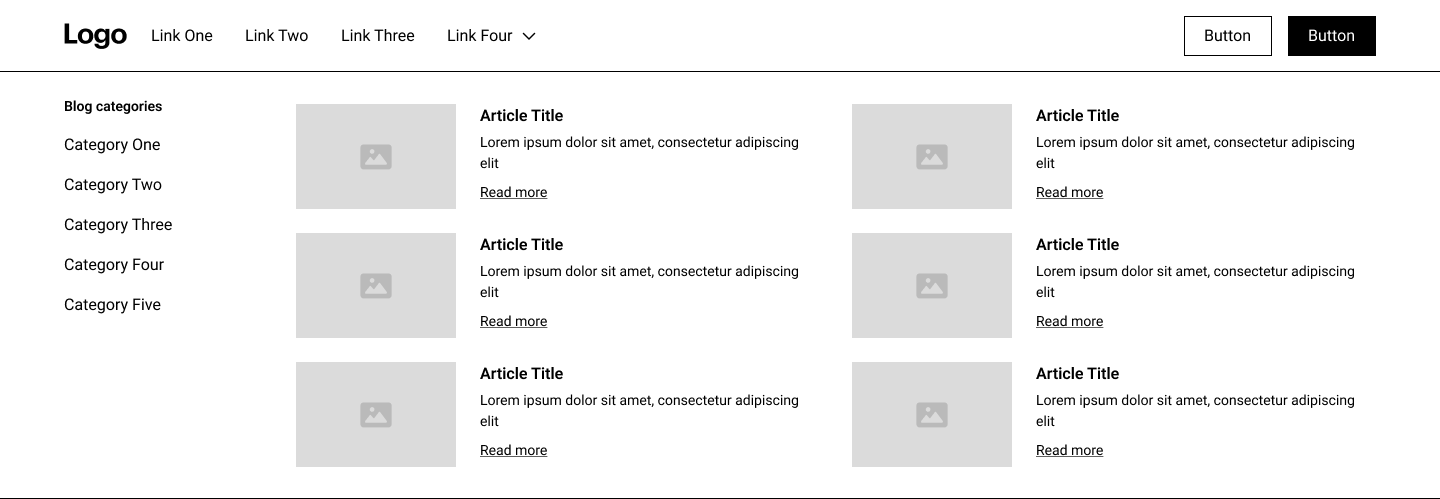 Logo
Link One
Link Two
Link Three
Link Four
Button
Button
Blog categories
Category One
Category Two
Category Three
Category Four
Category Five
Article Title
Lorem ipsum dolor sit amet, consectetur adipiscing
elit
Read more
Article Title
Lorem ipsum dolor sit amet, consectetur adipiscing
elit
Read more
Article Title
Lorem ipsum dolor sit amet, consectetur adipiscing
elit
Read more
Article Title
Lorem ipsum dolor sit amet, consectetur adipiscing
elit
Read more
Article Title
Lorem ipsum dolor sit amet, consectetur adipiscing
elit
Read more
Article Title
Lorem ipsum dolor sit amet, consectetur adipiscing
elit
Read more